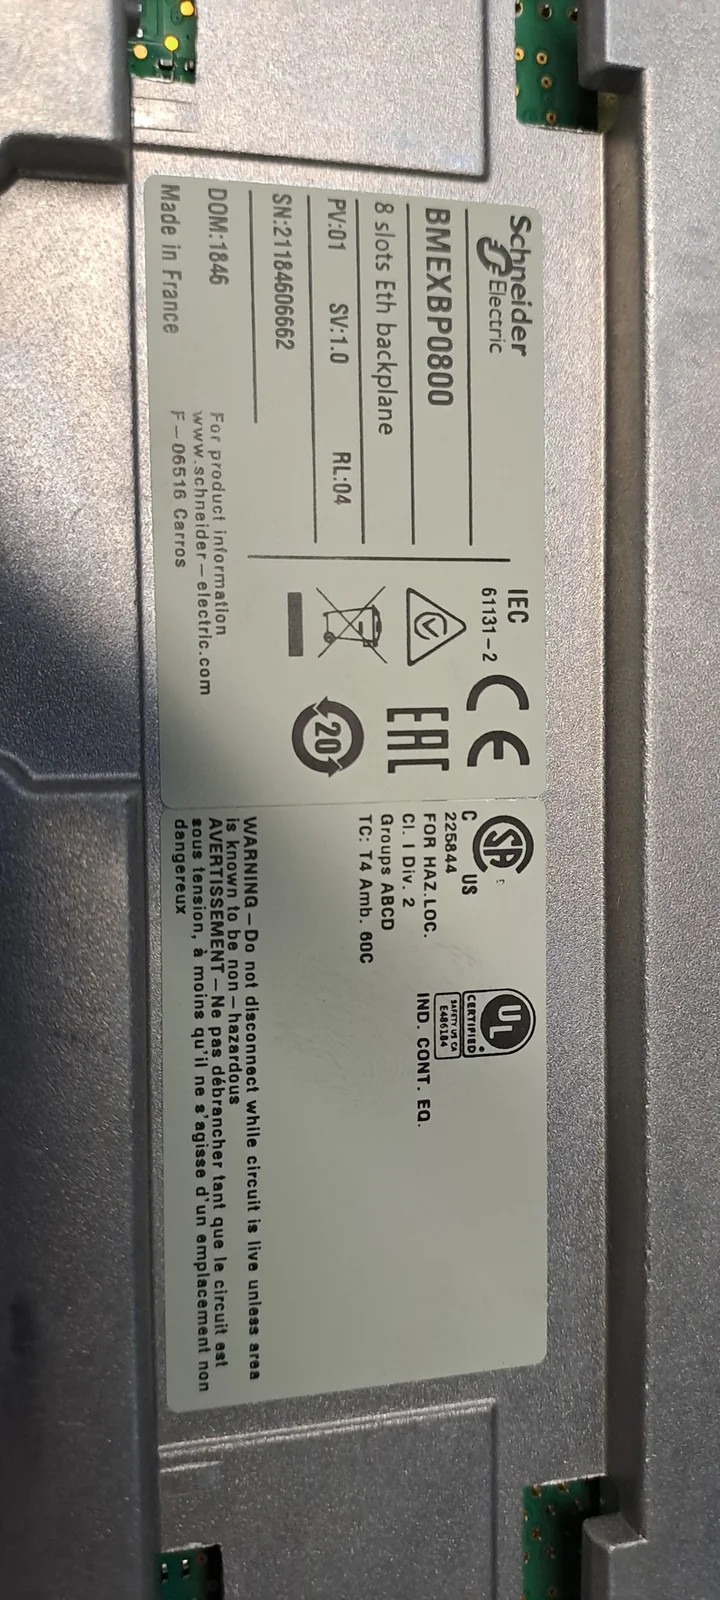 Schneider
Electric
BMEXBP0800
8 slots Eth backplane
PV:01 SV:1.0 RL:04
SN:21184606662
DOM:1846
Made in France
For product information
www.schneider-electric.com
F-06516 Carros
IEC
61131-2
CE
EAC
20
SA
C US
225844
FOR HAZ.LOC.
Cl. I Div. 2
Groups ABCD
TC: T4 Amb. 60C
UL
CERTIFIED
SAFETY US CA
E486184
IND. CONT. EQ.
WARNING-Do not disconnect while circuit is live unless area
is known to be non-hazardous
AVERTISSEMENT-Ne pas débrancher tant que le circuit est
sous tension, à moins qu'il ne s'agisse d'un emplacement non
dangereux